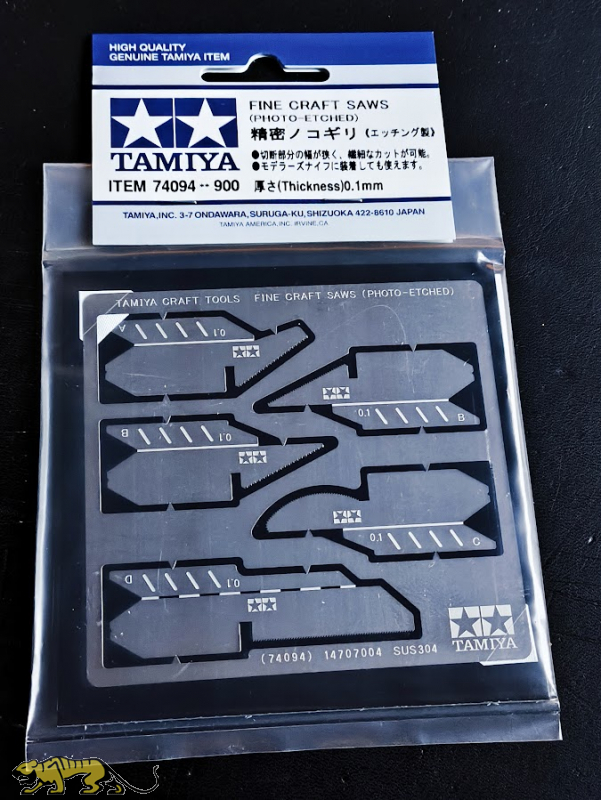 HIGH QUALITY
GENUINE TAMIYA ITEM
FINE CRAFT SAWS
(PHOTO-ETCHED)
精密ノコギリ (エッチング製)
●切断部分の幅が狭く、繊細なカットが可能。
●モデラーズナイフに装着しても使えます。
TAMIYA
ITEM 74094-- 900 厚さ(Thickness)0.1mm
TAMIYA,INC. 3-7 ONDAWARA,SURUGA-KU,SHIZUOKA 422-8610 JAPAN
TAMIYA AMERICA,INC. IRVINE,CA.
TAMIYA CRAFT TOOLS FINE CRAFT SAWS (PHOTO-ETCHED)
A 0.1
0.1 B
B 0.1
0.1 C
D 0.1
TAMIYA
(74094) 14707004 SUS304